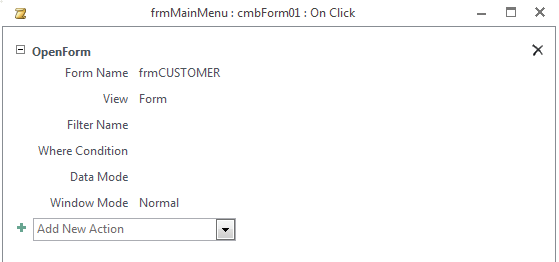 frmMainMenu : cmbForm01 : On Click
OpenForm
Form Name frmCUSTOMER
View Form
Filter Name
Where Condition
Data Mode
Window Mode Normal
Add New Action